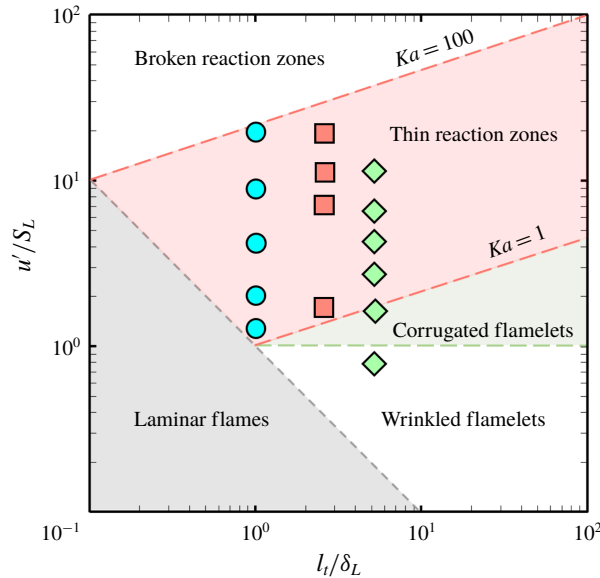 10^2
Broken reaction zones
Ka = 100
Thin reaction zones
10^1
u′/S_L
Ka = 1
Corrugated flamelets
10^0
Laminar flames
Wrinkled flamelets
10^−1
10^0
10^1
10^2
l_t/δ_L